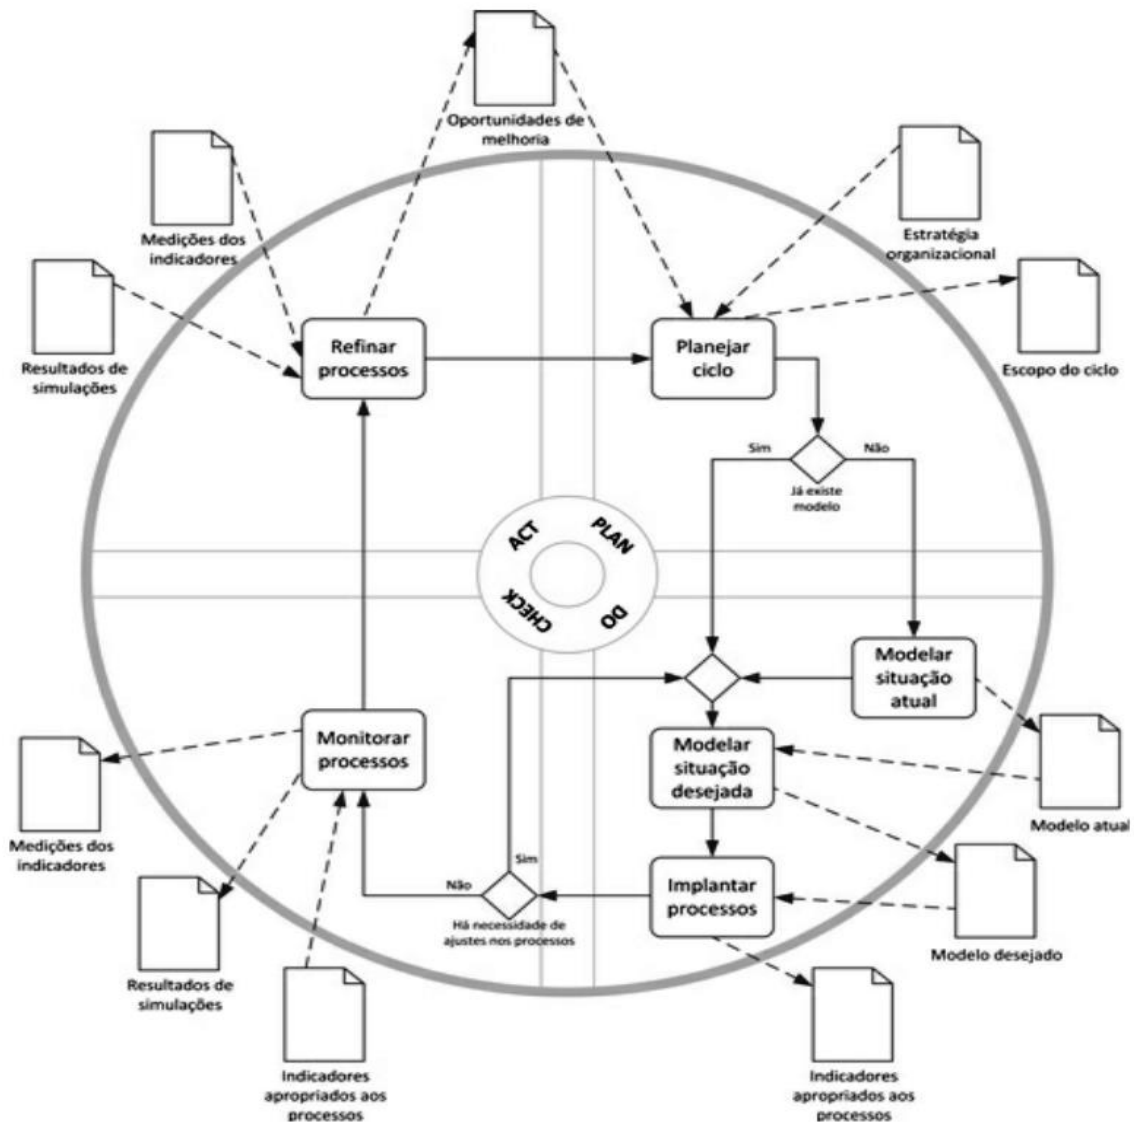 Oportunidades de
melhoria
Medições dos
indicadores
Estratégia
organizacional
Resultados de
simulações
Escopo do ciclo
Refinar
processos
Planejar
ciclo
Sim
Não
Já existe
modelo
ACT
PLAN
CHECK
DO
Modelar
situação
atual
Monitorar
processos
Modelar
situação
desejada
Modelo atual
Medições dos
indicadores
Sim
Não
Implantar
processos
Há necessidade de
ajustes nos processos
Modelo desejado
Resultados de
simulações
Indicadores
apropriados aos
processos
Indicadores
apropriados aos
processos